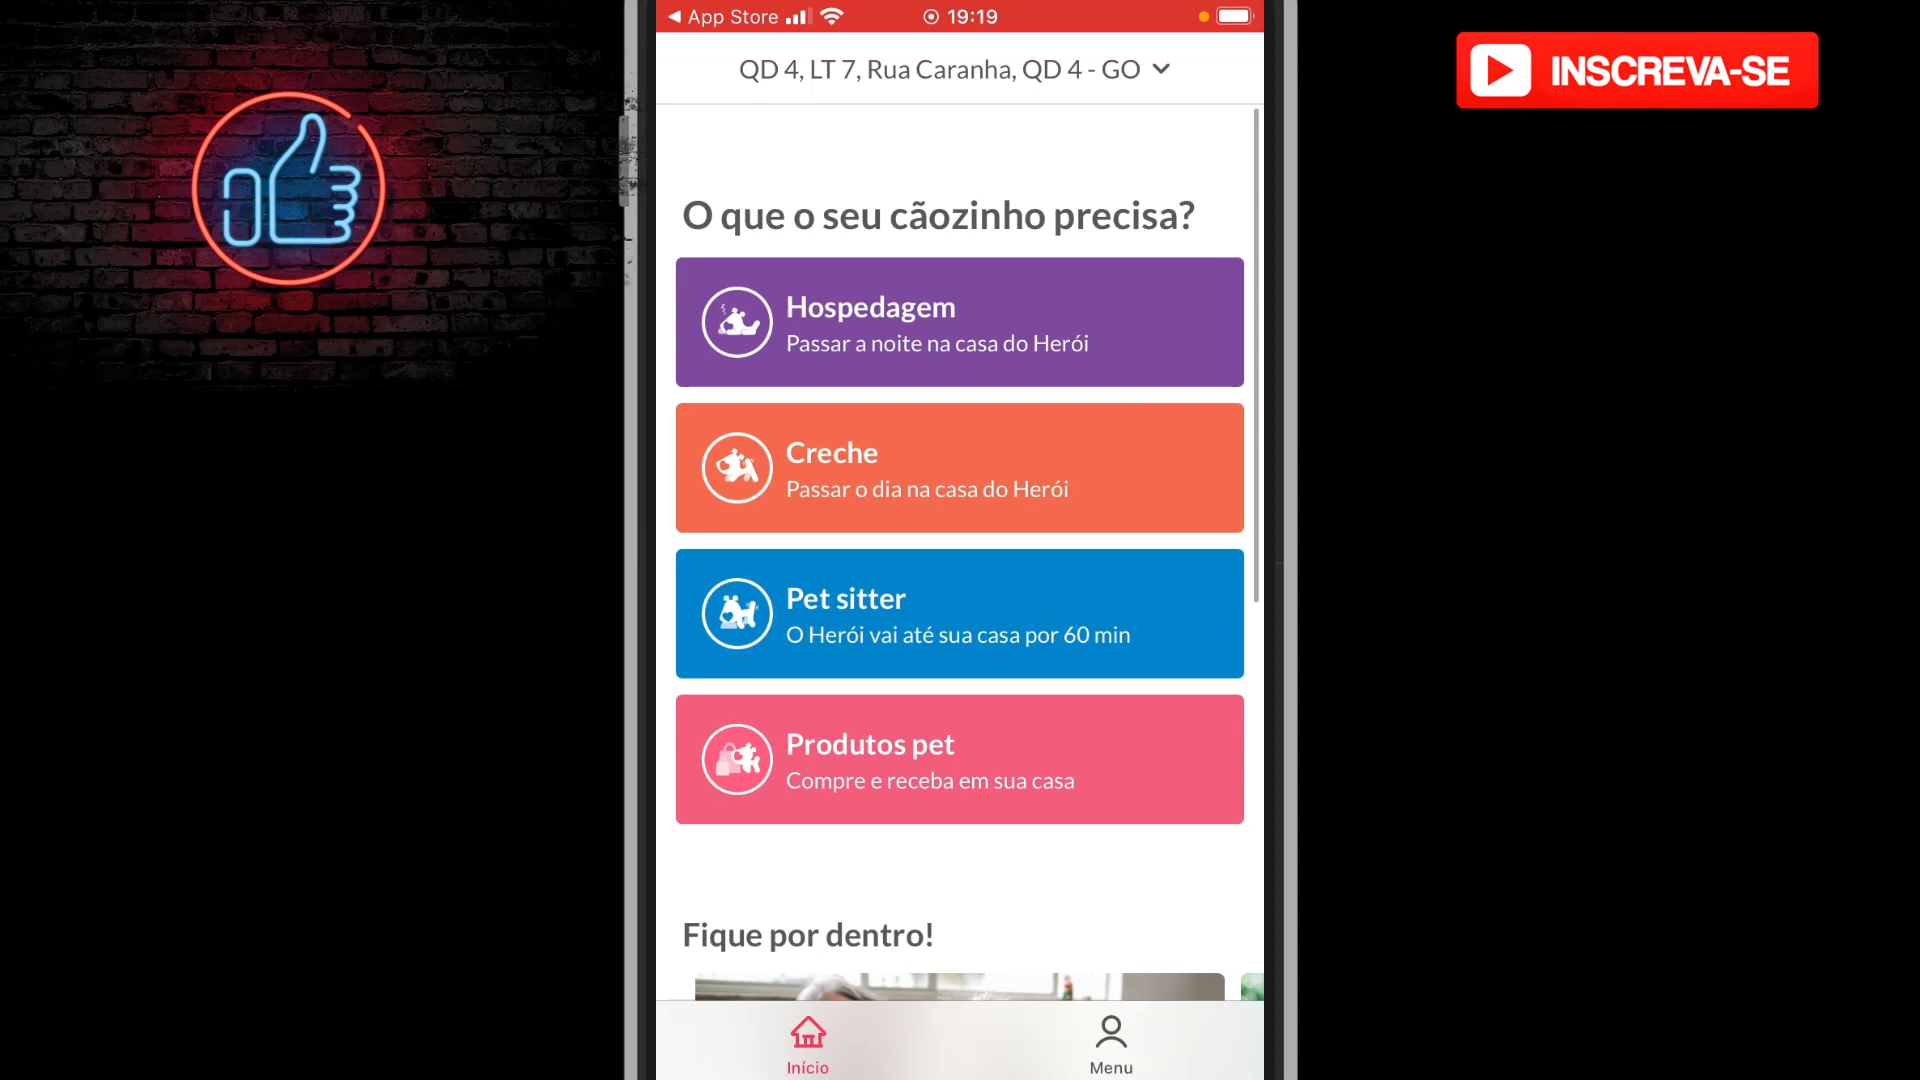 App Store
19:19
INSCREVA-SE
QD 4, LT 7, Rua Caranha, QD 4 - GO
O que o seu cãozinho precisa?
Hospedagem
Passar a noite na casa do Herói
Creche
Passar o dia na casa do Herói
Pet sitter
O Herói vai até sua casa por 60 min
Produtos pet
Compre e receba em sua casa
Fique por dentro!
Início
Menu